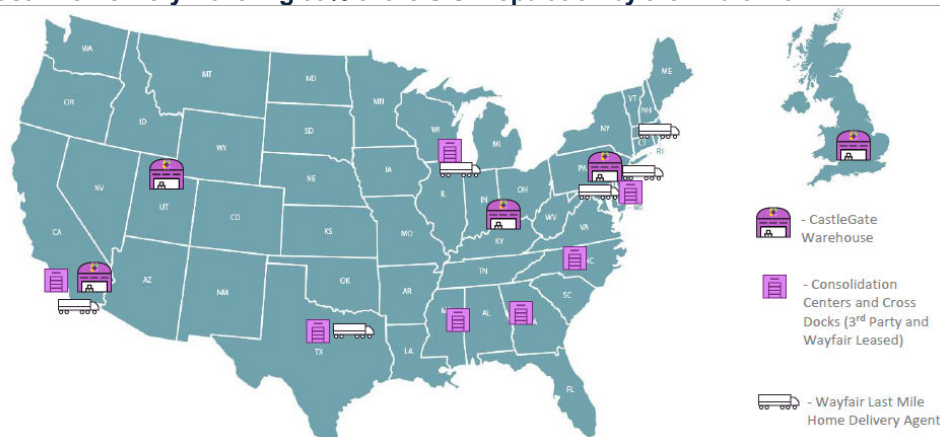 ME
WA
MT
ND
MN
VT
NH
OR
ID
WI
NY
SD
MI
WY
CT
RI
IA
PA
NE
OH
NV
IL
IN
UT
WV
CO
VA
KS
MO
KY
CA
TN
OK
AZ
NM
AR
SC
AL
TX
LA
FL
- CastleGate
Warehouse
- Consolidation
Centers and Cross
Docks (3rd Party and
Wayfair Leased)
- Wayfair Last Mile
Home Delivery Agent